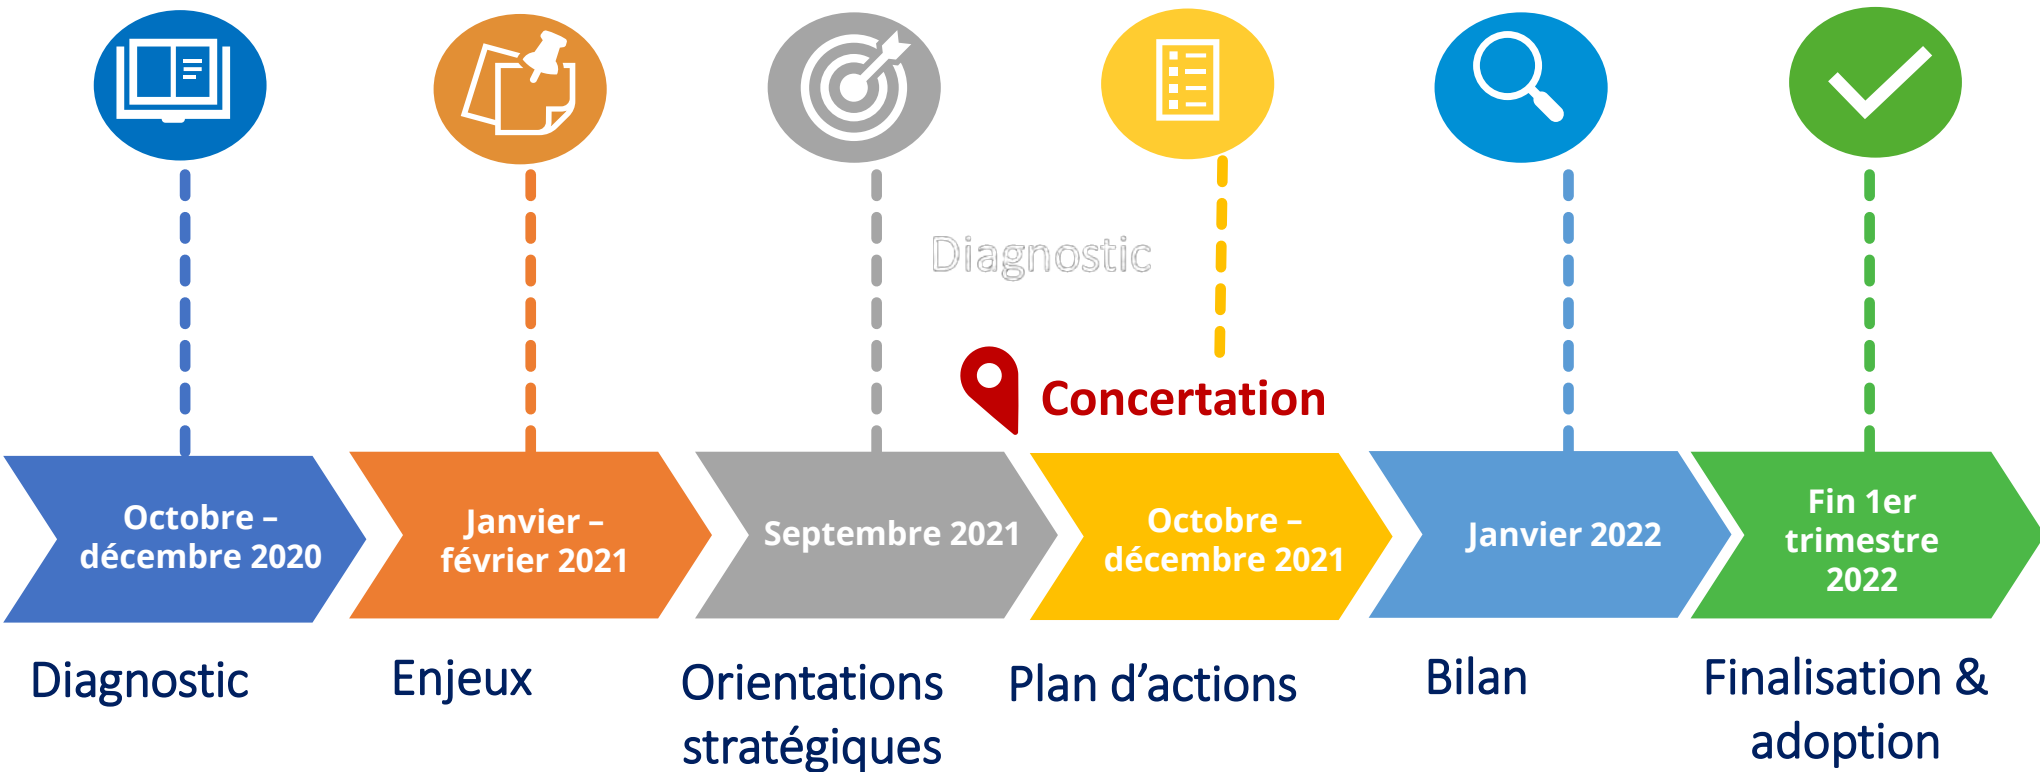 Diagnostic
Concertation
Octobre –
décembre 2020
Janvier –
février 2021
Septembre 2021
Octobre –
décembre 2021
Janvier 2022
Fin 1er
trimestre
2022
Diagnostic
Enjeux
Orientations
stratégiques
Plan d’actions
Bilan
Finalisation &
adoption